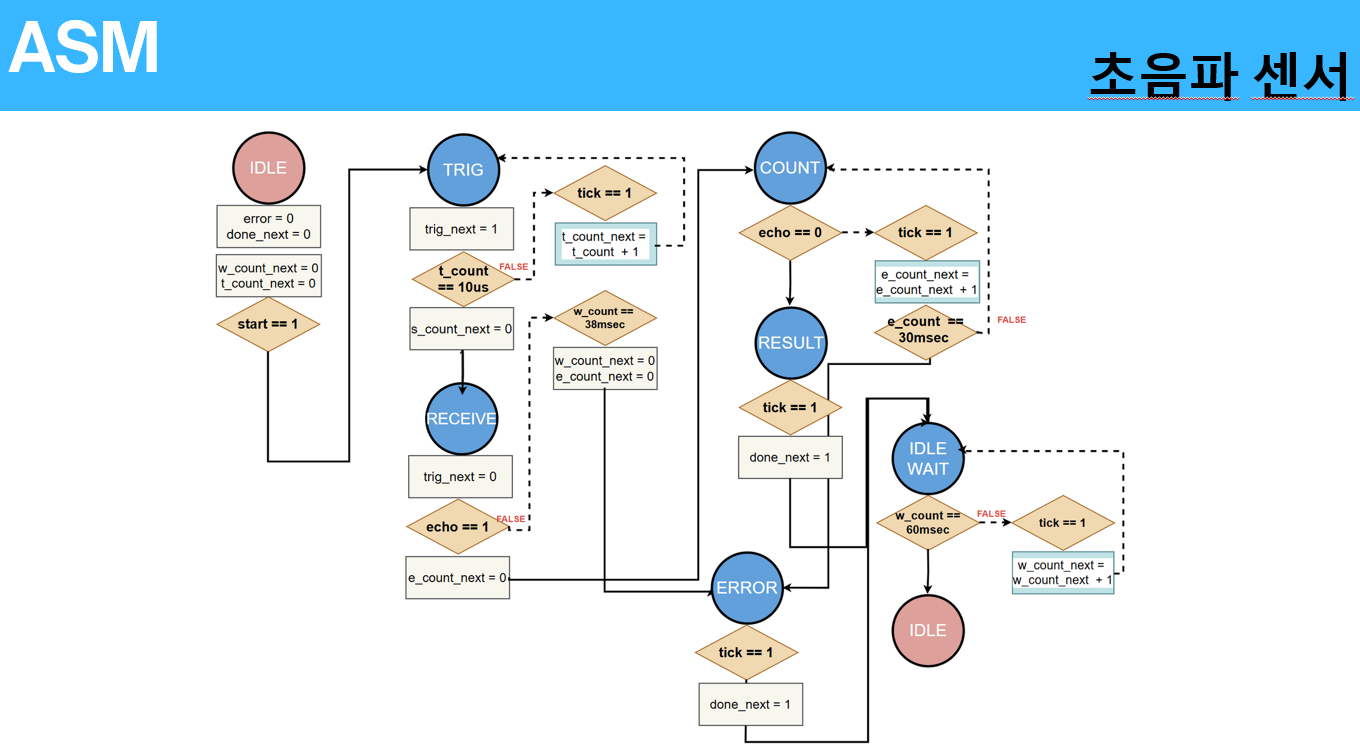 ASM
초음파 센서
IDLE
error = 0
done_next = 0
w_count_next = 0
t_count_next = 0
start == 1
TRIG
trig_next = 1
t_count
== 10us
FALSE
s_count_next = 0
tick == 1
t_count_next =
t_count + 1
RECEIVE
trig_next = 0
echo == 1
FALSE
e_count_next = 0
w_count ==
38msec
w_count_next = 0
e_count_next = 0
COUNT
echo == 0
tick == 1
e_count_next =
e_count_next + 1
e_count ==
30msec
FALSE
RESULT
tick == 1
done_next = 1
ERROR
tick == 1
done_next = 1
IDLE
WAIT
w_count ==
60msec
FALSE
tick == 1
w_count_next =
w_count_next + 1
IDLE